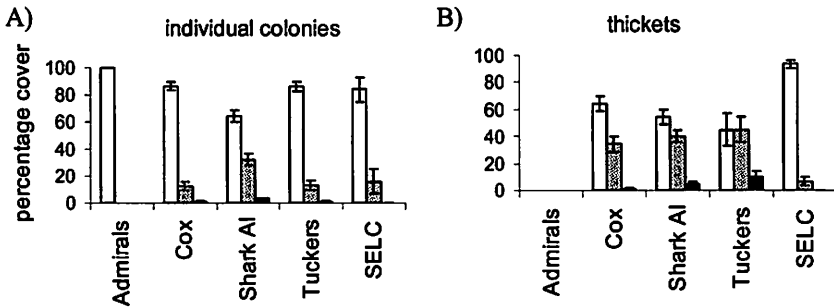 A)
individual colonies
percentage cover
100
80
60
40
20
0
Admirals
Cox
Shark Al
Tuckers
SELC
B)
thickets
100
80
60
40
20
0
Admirals
Cox
Shark Al
Tuckers
SELC